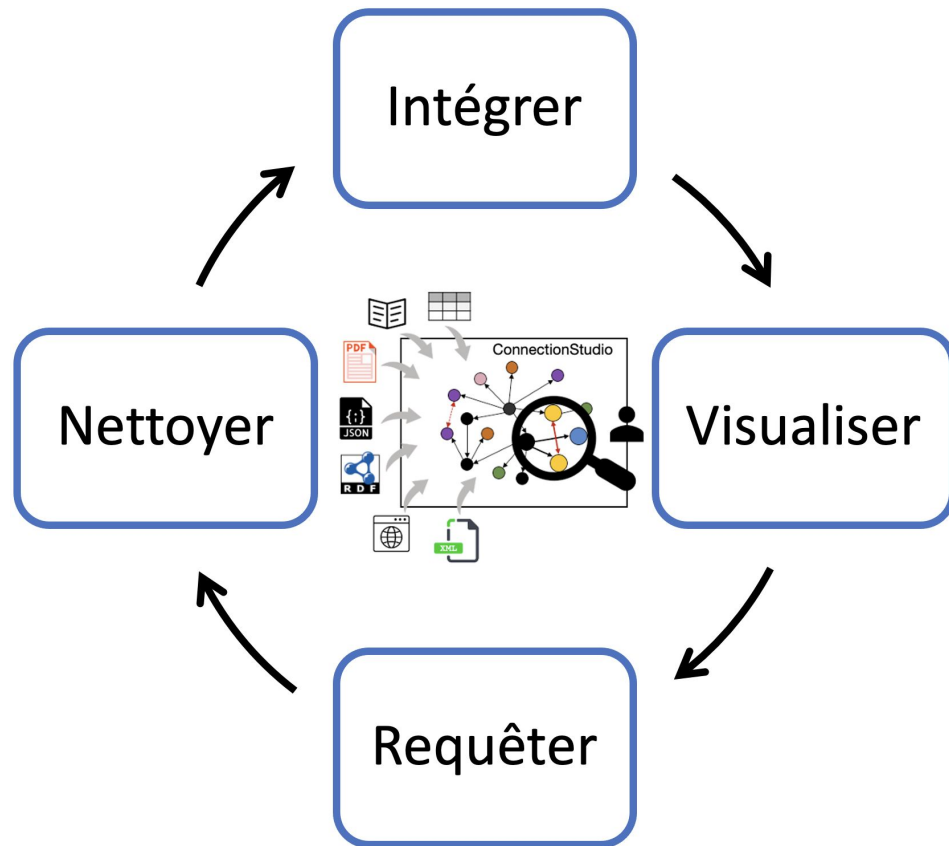 Intégrer
Nettoyer
PDF
{;}
JSON
RDF
XML
ConnectionStudio
Visualiser
Requêter